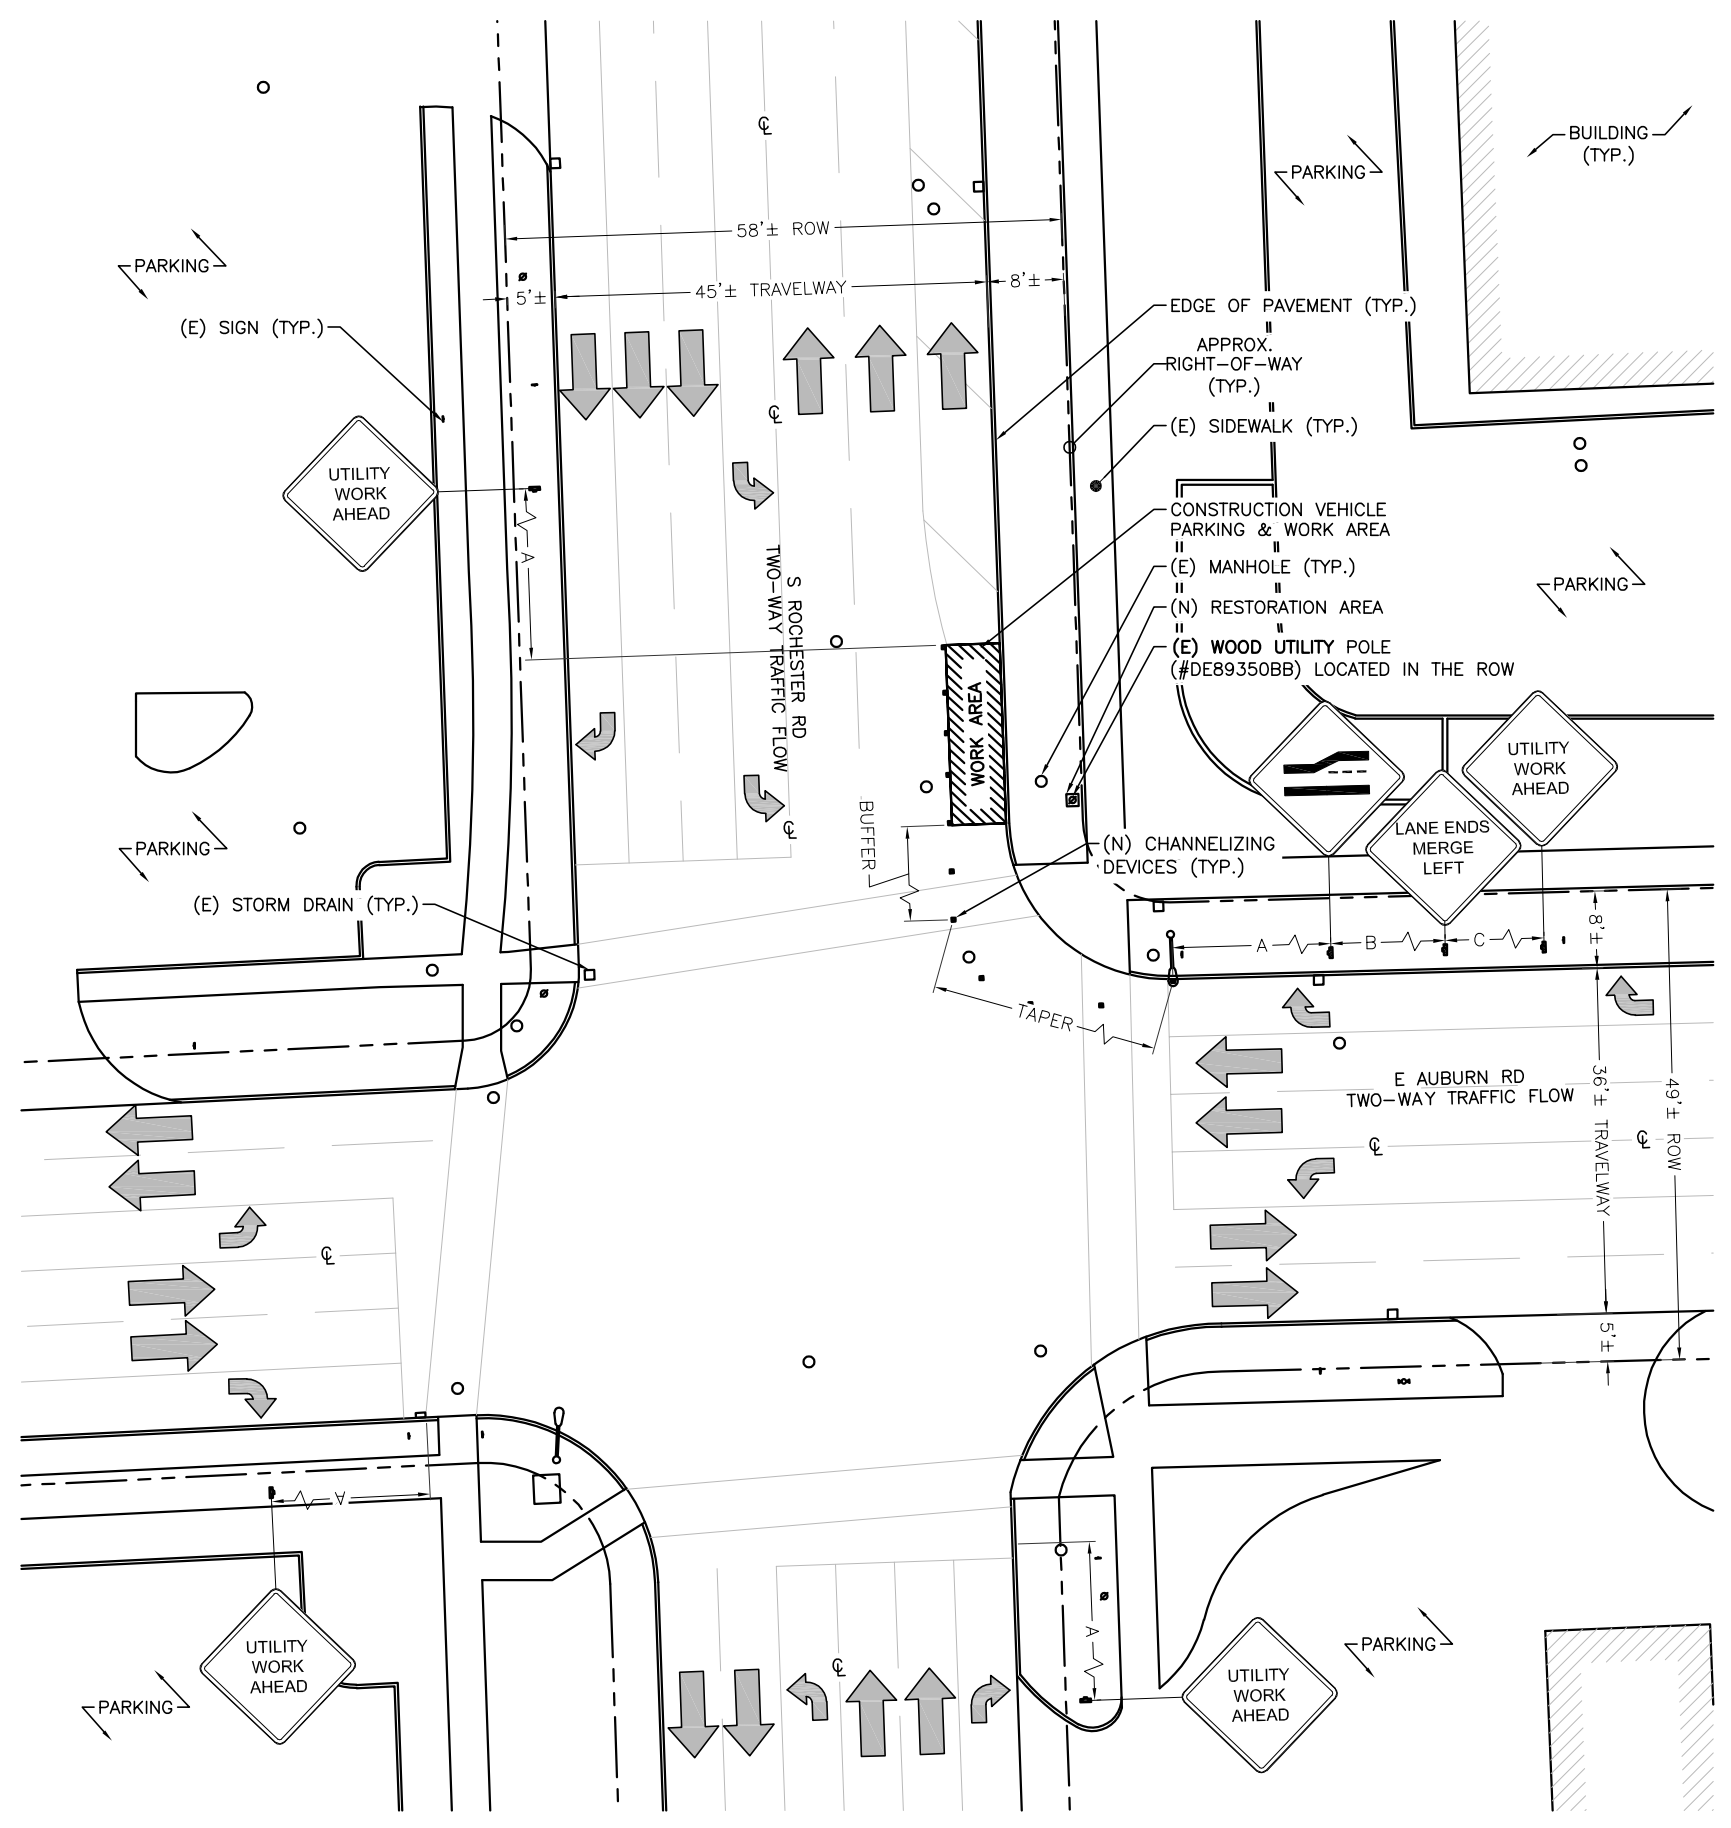 ℄
BUILDING
(TYP.)
PARKING
58'± ROW
PARKING
5'±
45'± TRAVELWAY
8'±
(E) SIGN (TYP.)
EDGE OF PAVEMENT (TYP.)
APPROX.
RIGHT-OF-WAY
(TYP.)
℄
(E) SIDEWALK (TYP.)
UTILITY
WORK
AHEAD
A
CONSTRUCTION VEHICLE
PARKING & WORK AREA
(E) MANHOLE (TYP.)
PARKING
(N) RESTORATION AREA
S ROCHESTER RD
TWO-WAY TRAFFIC FLOW
(E) WOOD UTILITY POLE
(#DE89350BB) LOCATED IN THE ROW
WORK AREA
UTILITY
WORK
AHEAD
LANE ENDS
MERGE
LEFT
PARKING
BUFFER
℄
(N) CHANNELIZING
DEVICES (TYP.)
(E) STORM DRAIN (TYP.)
A
B
C
8'±
TAPER
E AUBURN RD
TWO-WAY TRAFFIC FLOW
36'± TRAVELWAY
49'± ROW
℄
℄
℄
5'±
A
UTILITY
WORK
AHEAD
PARKING
A
℄
UTILITY
WORK
AHEAD
PARKING